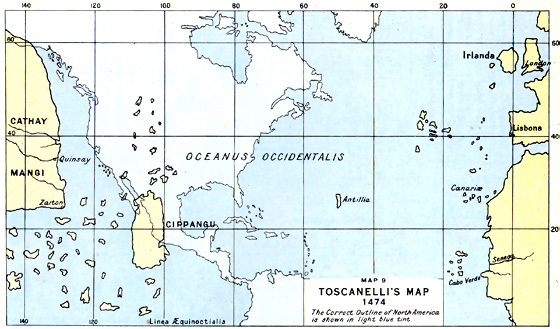 140
120
100
80
60
40
20
0
60
Irlanda
London
CATHAY
40
40
Lisbona
OCEANUS OCCIDENTALIS
Quinsay
MANGI
Canariæ
Zaiton
Antillia
CIPPANGU
20
20
Senega
MAP 9
TOSCANELLI'S MAP
1474
Cabo Verde
The Correct Outline of North America
is shown in light blue tint
140
120
Linea Æquinoctialis